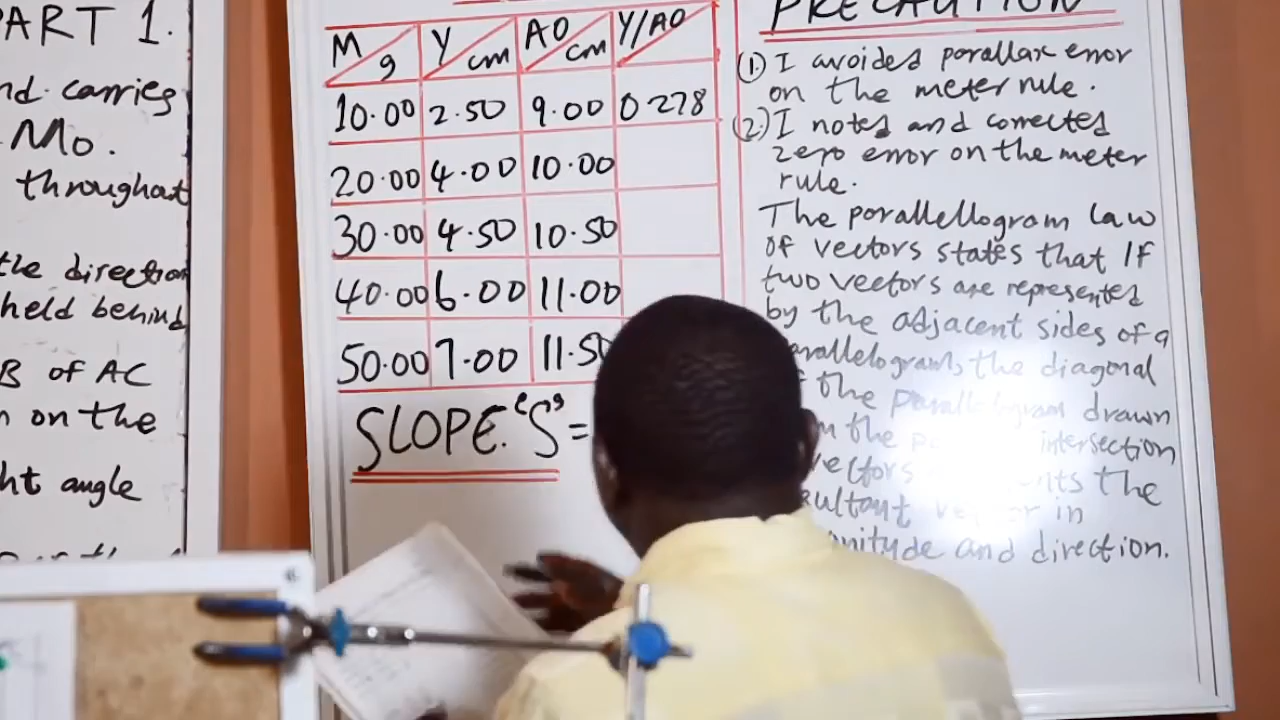 PART 1.
nd carries
Mo.
throughout
the direction
held behind
B of AC
n on the
ht angle
M/g Y/cm AO/cm Y/AO
10.00 2.50 9.00 0.278
20.00 4.00 10.00
30.00 4.50 10.50
40.00 6.00 11.00
50.00 7.00 11.50
SLOPE. "S" =
PRECAUTION
(1.) I avoided parallax error
on the meter rule.
(2.) I noted and corrected
zero error on the meter
rule.
The parallellogram law
of vectors states that If
two vectors are represented
by the adjacent sides of a
parallelogram, the diagonal
the parallelogram drawn
the intersection
vectors the
in
and direction.